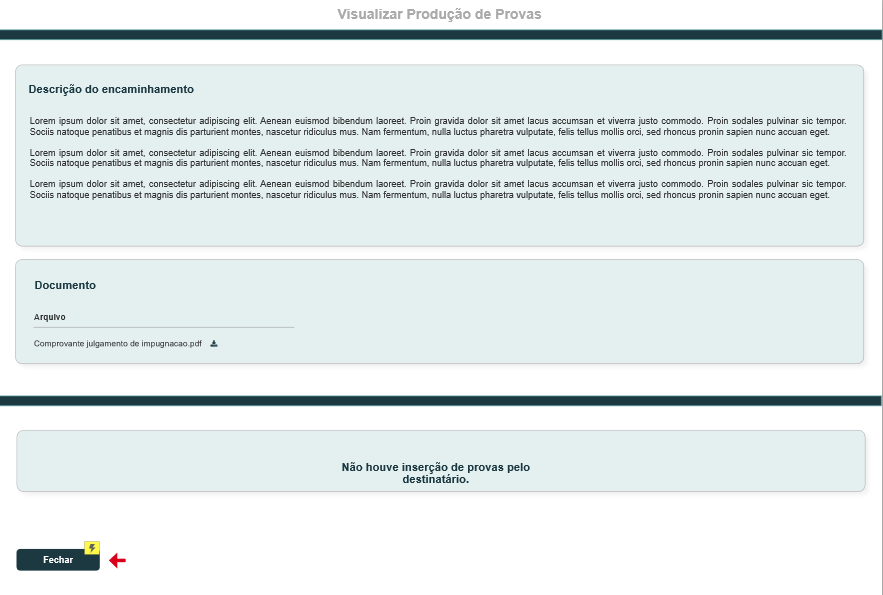 Visualizar Produção de Provas
Descrição do encaminhamento
Lorem ipsum dolor sit amet, consectetur adipiscing elit. Aenean euismod bibendum laoreet. Proin gravida dolor sit amet lacus accumsan et viverra justo commodo. Proin sodales pulvinar sic tempor.
Sociis natoque penatibus et magnis dis parturient montes, nascetur ridiculus mus. Nam fermentum, nulla luctus pharetra vulputate, felis tellus mollis orci, sed rhoncus pronin sapien nunc accuan eget.
Lorem ipsum dolor sit amet, consectetur adipiscing elit. Aenean euismod bibendum laoreet. Proin gravida dolor sit amet lacus accumsan et viverra justo commodo. Proin sodales pulvinar sic tempor.
Sociis natoque penatibus et magnis dis parturient montes, nascetur ridiculus mus. Nam fermentum, nulla luctus pharetra vulputate, felis tellus mollis orci, sed rhoncus pronin sapien nunc accuan eget.
Lorem ipsum dolor sit amet, consectetur adipiscing elit. Aenean euismod bibendum laoreet. Proin gravida dolor sit amet lacus accumsan et viverra justo commodo. Proin sodales pulvinar sic tempor.
Sociis natoque penatibus et magnis dis parturient montes, nascetur ridiculus mus. Nam fermentum, nulla luctus pharetra vulputate, felis tellus mollis orci, sed rhoncus pronin sapien nunc accuan eget.
Documento
Arquivo
Comprovante julgamento de impugnacao.pdf
Não houve inserção de provas pelo
destinatário.
Fechar